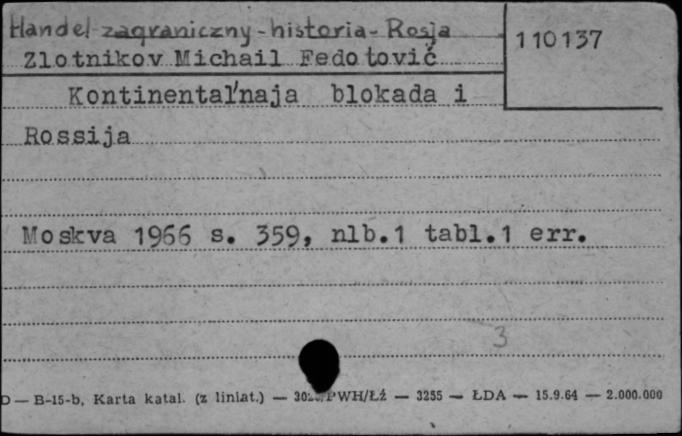 Handel zagraniczny - historia - Rosja
110137
Zlotnikov Michail Fedotovič
Kontinental'naja blokada i
Rossija
Moskva 1966 s. 359, nlb.1 tabl.1 err.
3
B-15-b, Karta katal. (z liniat.) — PWH/Łź — 3255 — ŁDA — 15.9.64 — 2.000.000